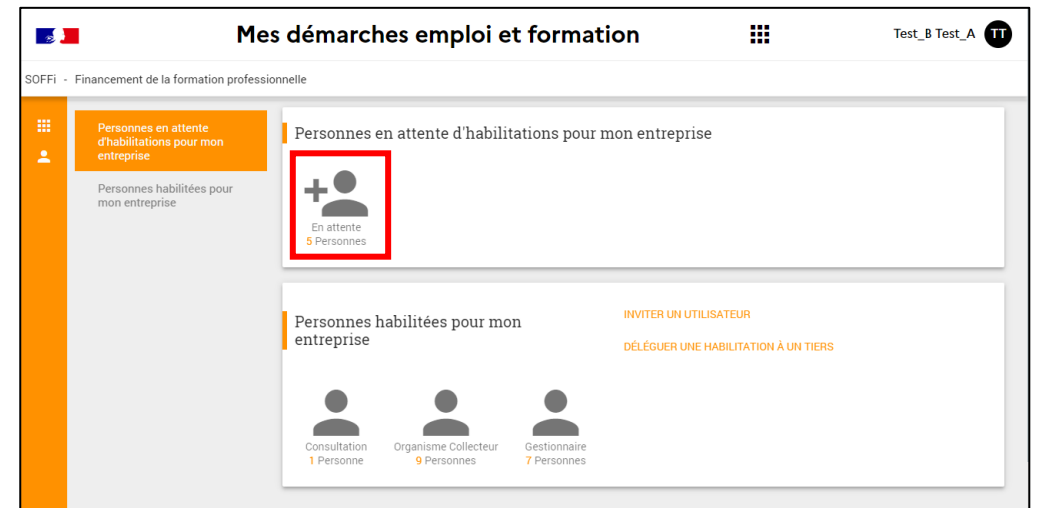 Mes démarches emploi et formation
Test_B Test_A
TT
SOFFi - Financement de la formation professionnelle
Personnes en attente
d'habilitations pour mon
entreprise
Personnes habilitées pour
mon entreprise
Personnes en attente d'habilitations pour mon entreprise
En attente
5 Personnes
Personnes habilitées pour mon
entreprise
INVITER UN UTILISATEUR
DÉLÉGUER UNE HABILITATION À UN TIERS
Consultation
1 Personne
Organisme Collecteur
9 Personnes
Gestionnaire
7 Personnes